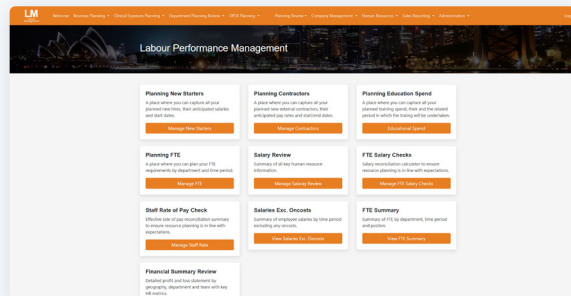 LM
Welcome Business Planning Clinical Systems Planning Department Planning Review OPEX Planning Planning Review Company Management Human Resources Sales Reporting Administration
Labour Performance Management
Planning New Starters
A place where you can capture all your
planned new hires, their anticipated salaries
and start dates.
Manage New Starters
Planning Contractors
A place where you can capture all your
planned new external contractors, their
anticipated pay rates and start/end dates.
Manage Contractors
Planning Education Spend
A place where you can capture all your
planned training spend, their and the related
period in which the traning will be undertaken.
Educational Spend
Planning FTE
A place where you can plan your FTE
requirements by department and time period.
Manage FTE
Salary Review
Summary of all key human resource
information.
Manage Salary Review
FTE Salary Checks
Salary reconciliation calculator to ensure
resource planning is in line with expectations.
Manage FTE Salary Checks
Staff Rate of Pay Check
Effective rate of pay reconciliation summary
to ensure resource planning is in line with
expectations.
Manage Staff Rate
Salaries Exc. Oncosts
Summary of employee salaries by time period
excluding any oncosts.
View Salaries Exc. Oncosts
FTE Summary
Summary of FTE by department, time period
and postion.
View FTE Summary
Financial Summary Review
Detailed profit and loss statement by
geography, department and team with key
HR metrics.